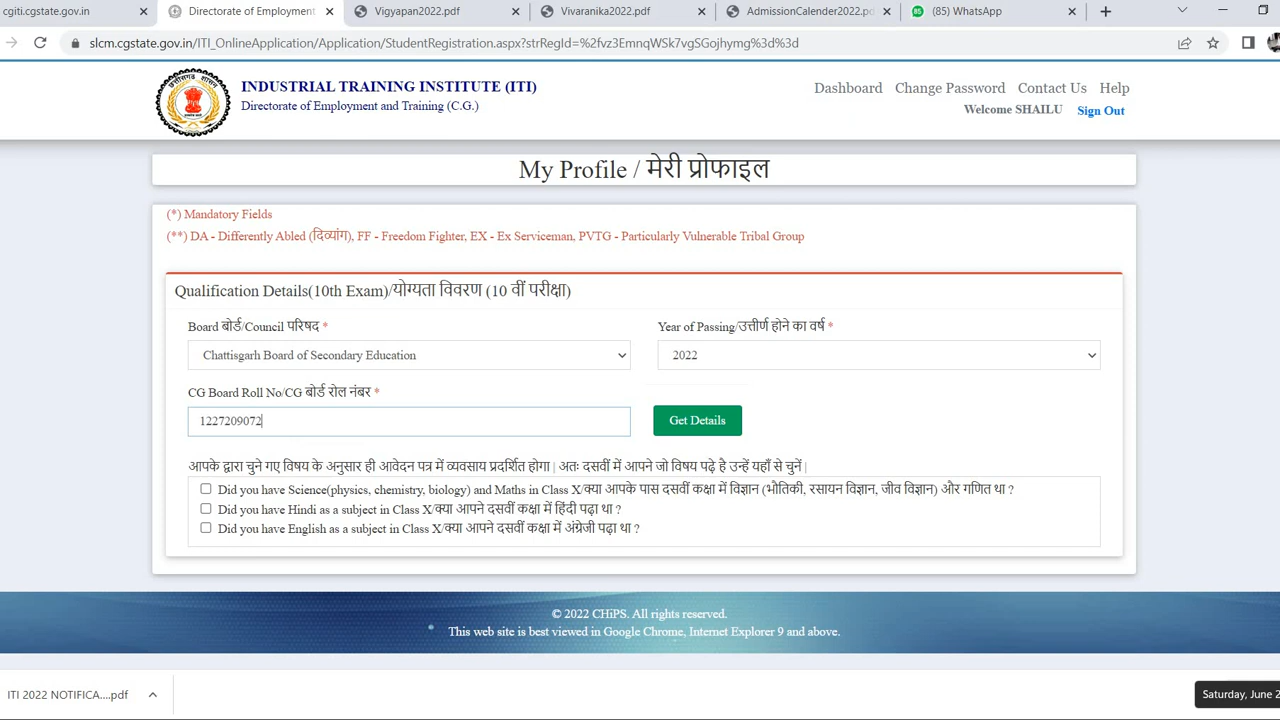 cgiti.cgstate.gov.in
Directorate of Employment
Vigyapan2022.pdf
Vivaranika2022.pdf
AdmissionCalender2022.pd
(85) WhatsApp
slcm.cgstate.gov.in/ITI_OnlineApplication/Application/StudentRegistration.aspx?strRegId=%2fvz3EmnqWSk7vgSGojhymg%3d%3d
INDUSTRIAL TRAINING INSTITUTE (ITI)
Directorate of Employment and Training (C.G.)
Dashboard Change Password Contact Us Help
Welcome SHAILU Sign Out
My Profile / मेरी प्रोफाइल
(*) Mandatory Fields
(**) DA - Differently Abled (दिव्यांग), FF - Freedom Fighter, EX - Ex Serviceman, PVTG - Particularly Vulnerable Tribal Group
Qualification Details(10th Exam)/योग्यता विवरण (10 वीं परीक्षा)
Board बोर्ड/Council परिषद *
Year of Passing/उत्तीर्ण होने का वर्ष *
Chattisgarh Board of Secondary Education
2022
CG Board Roll No/CG बोर्ड रोल नंबर *
1227209072
Get Details
आपके द्वारा चुने गए विषय के अनुसार ही आवेदन पत्र में व्यवसाय प्रदर्शित होगा | अतः दसवीं में आपने जो विषय पढ़े है उन्हें यहाँ से चुनें |
Did you have Science(physics, chemistry, biology) and Maths in Class X/क्या आपके पास दसवीं कक्षा में विज्ञान (भौतिकी, रसायन विज्ञान, जीव विज्ञान) और गणित था ?
Did you have Hindi as a subject in Class X/क्या आपने दसवीं कक्षा में हिंदी पढ़ा था ?
Did you have English as a subject in Class X/क्या आपने दसवीं कक्षा में अंग्रेजी पढ़ा था ?
© 2022 CHiPS. All rights reserved.
This web site is best viewed in Google Chrome, Internet Explorer 9 and above.
ITI 2022 NOTIFICA....pdf
Saturday, June 2